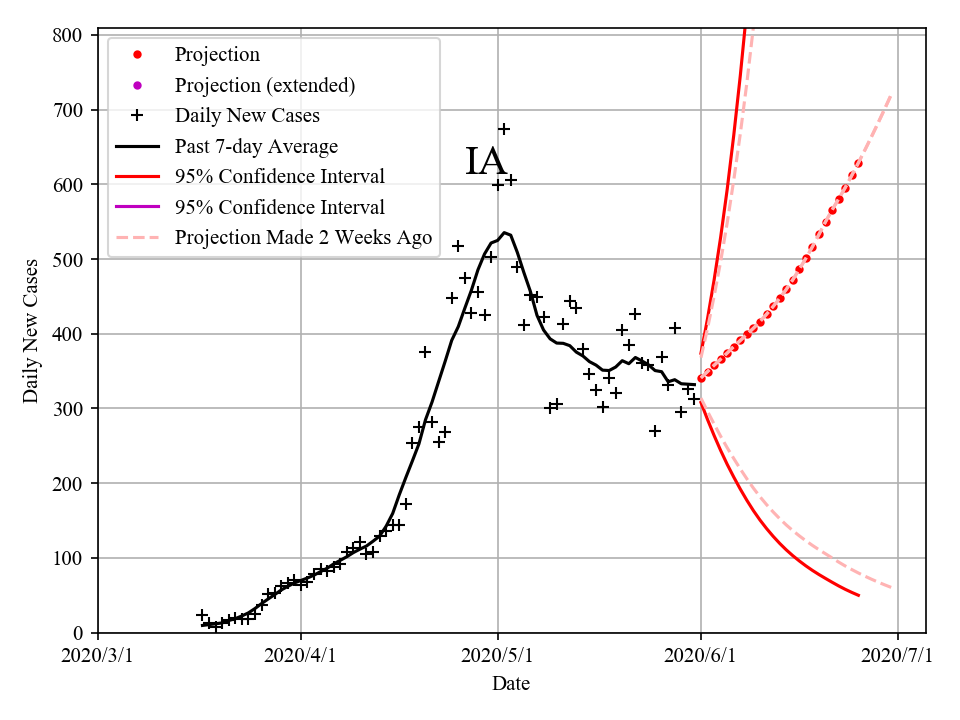 800
700
600
500
400
300
200
100
0
Daily New Cases
Projection
Projection (extended)
Daily New Cases
Past 7-day Average
95% Confidence Interval
95% Confidence Interval
Projection Made 2 Weeks Ago
IA
2020/3/1 2020/4/1 2020/5/1 2020/6/1 2020/7/1
Date